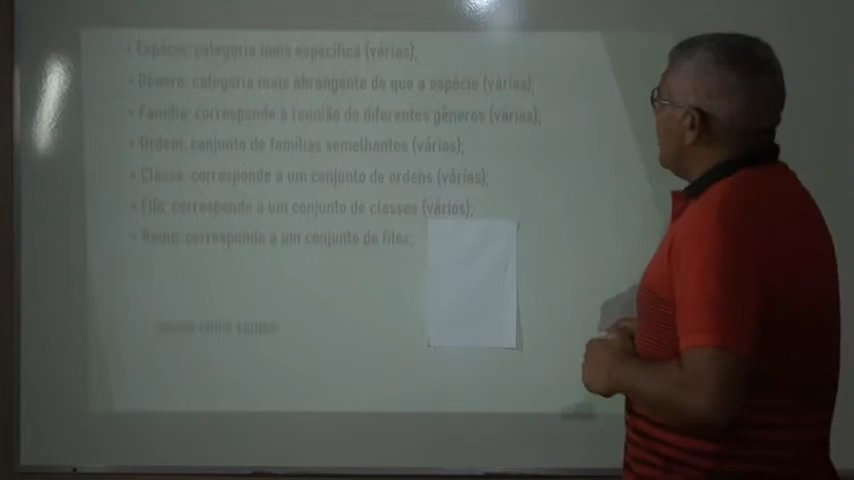 • Espécie: categoria mais específica (várias);
• Gênero: categoria mais abrangente do que a espécie (várias);
• Família: corresponde à reunião de diferentes gêneros (várias);
• Ordem: conjunto de famílias semelhantes (vários);
• Classe: corresponde a um conjunto de ordens (vários);
• Filo: corresponde a um conjunto de classes (vários);
• Reino: corresponde a um conjunto de filos;